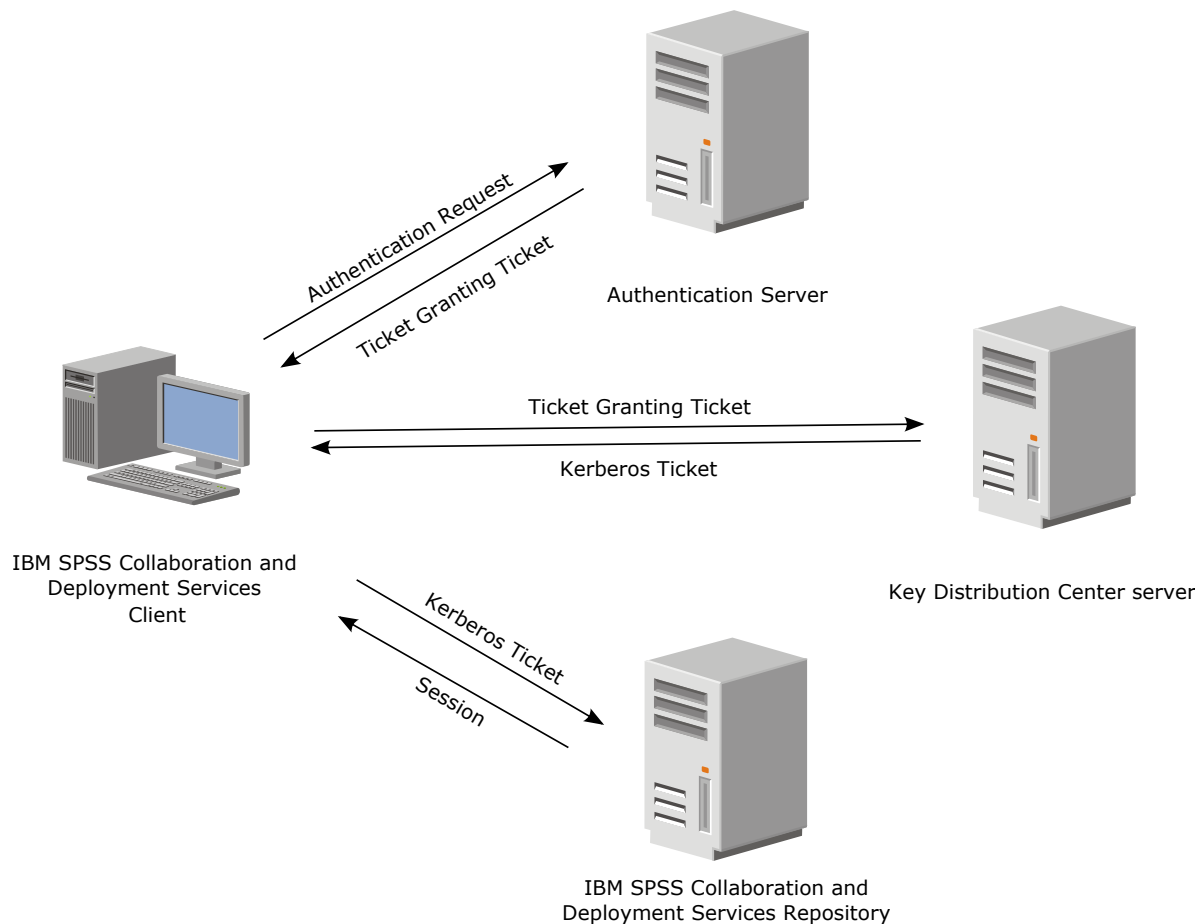 Authentication Request
Ticket Granting Ticket
Authentication Server
Ticket Granting Ticket
Kerberos Ticket
IBM SPSS Collaboration and
Deployment Services
Client
Key Distribution Center server
Kerberos Ticket
Session
IBM SPSS Collaboration and
Deployment Services Repository